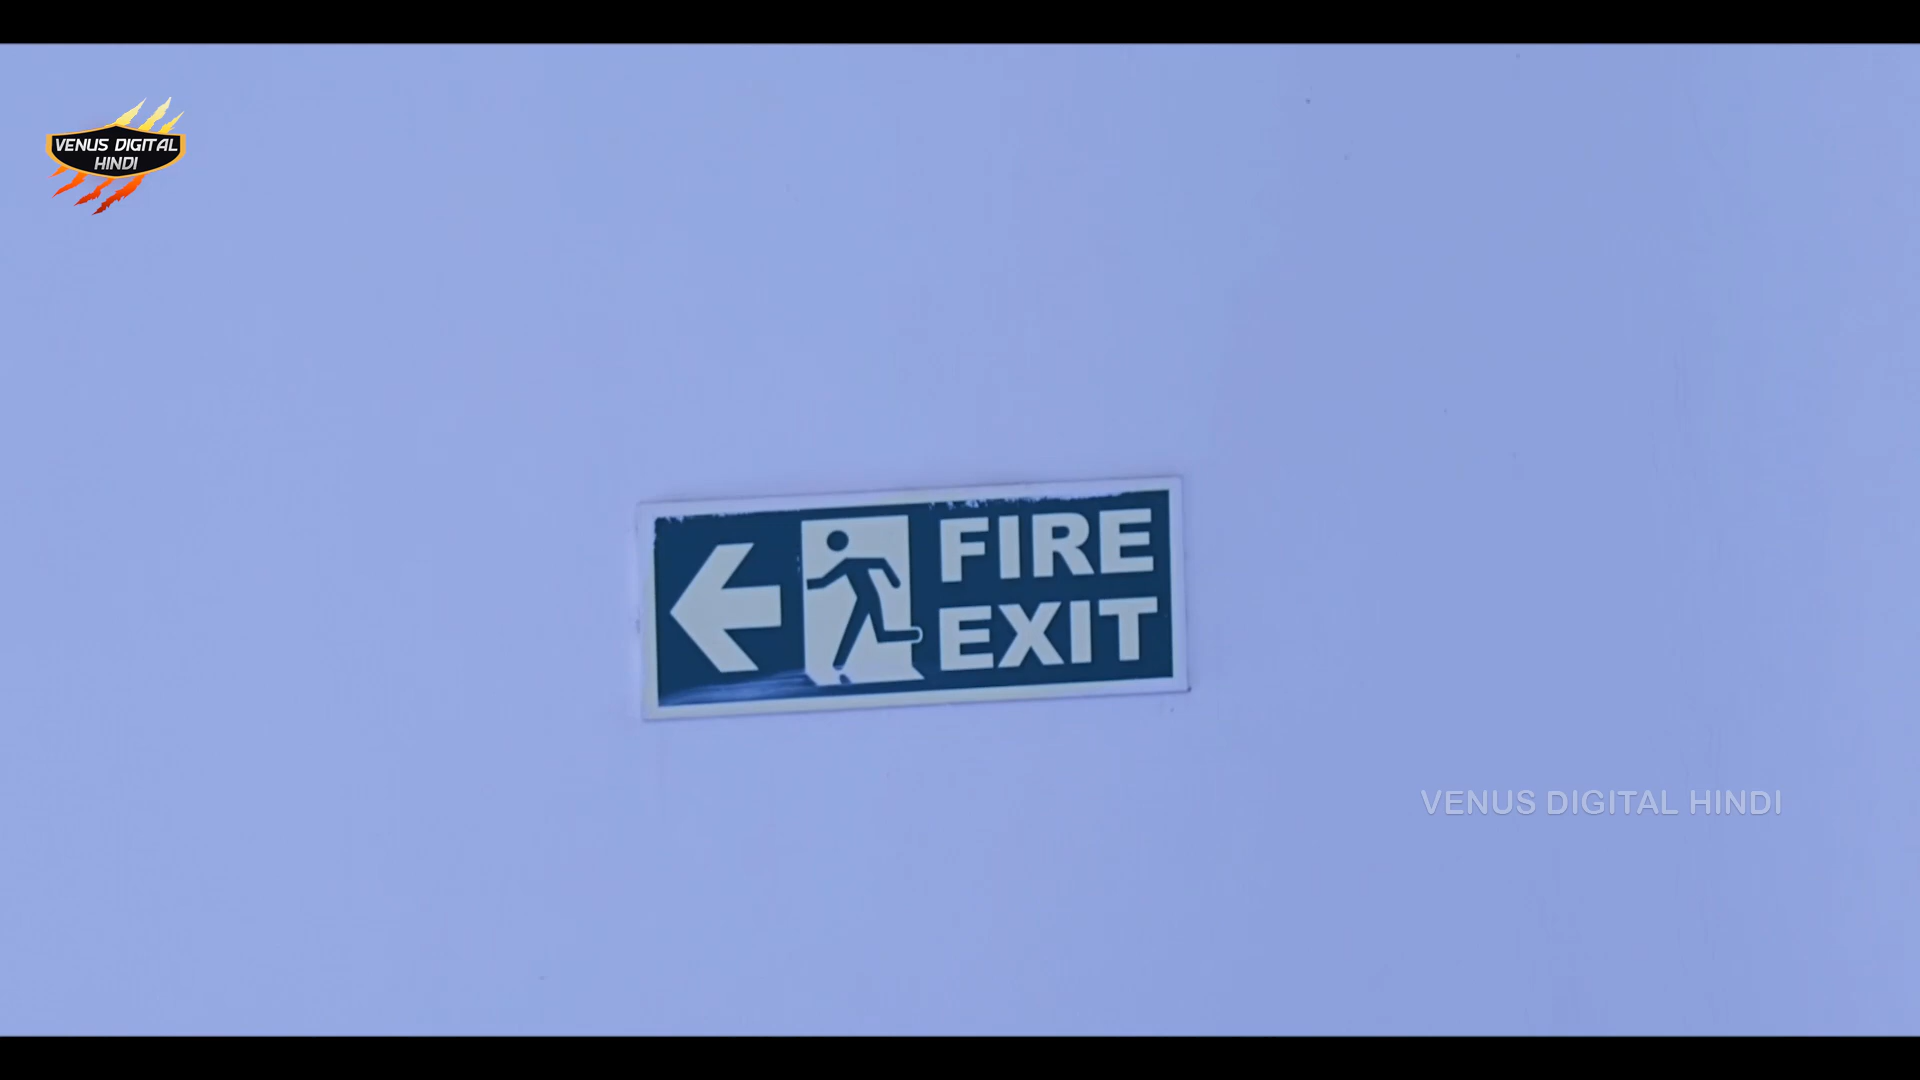 VENUS DIGITAL
HINDI
FIRE
EXIT
VENUS DIGITAL HINDI